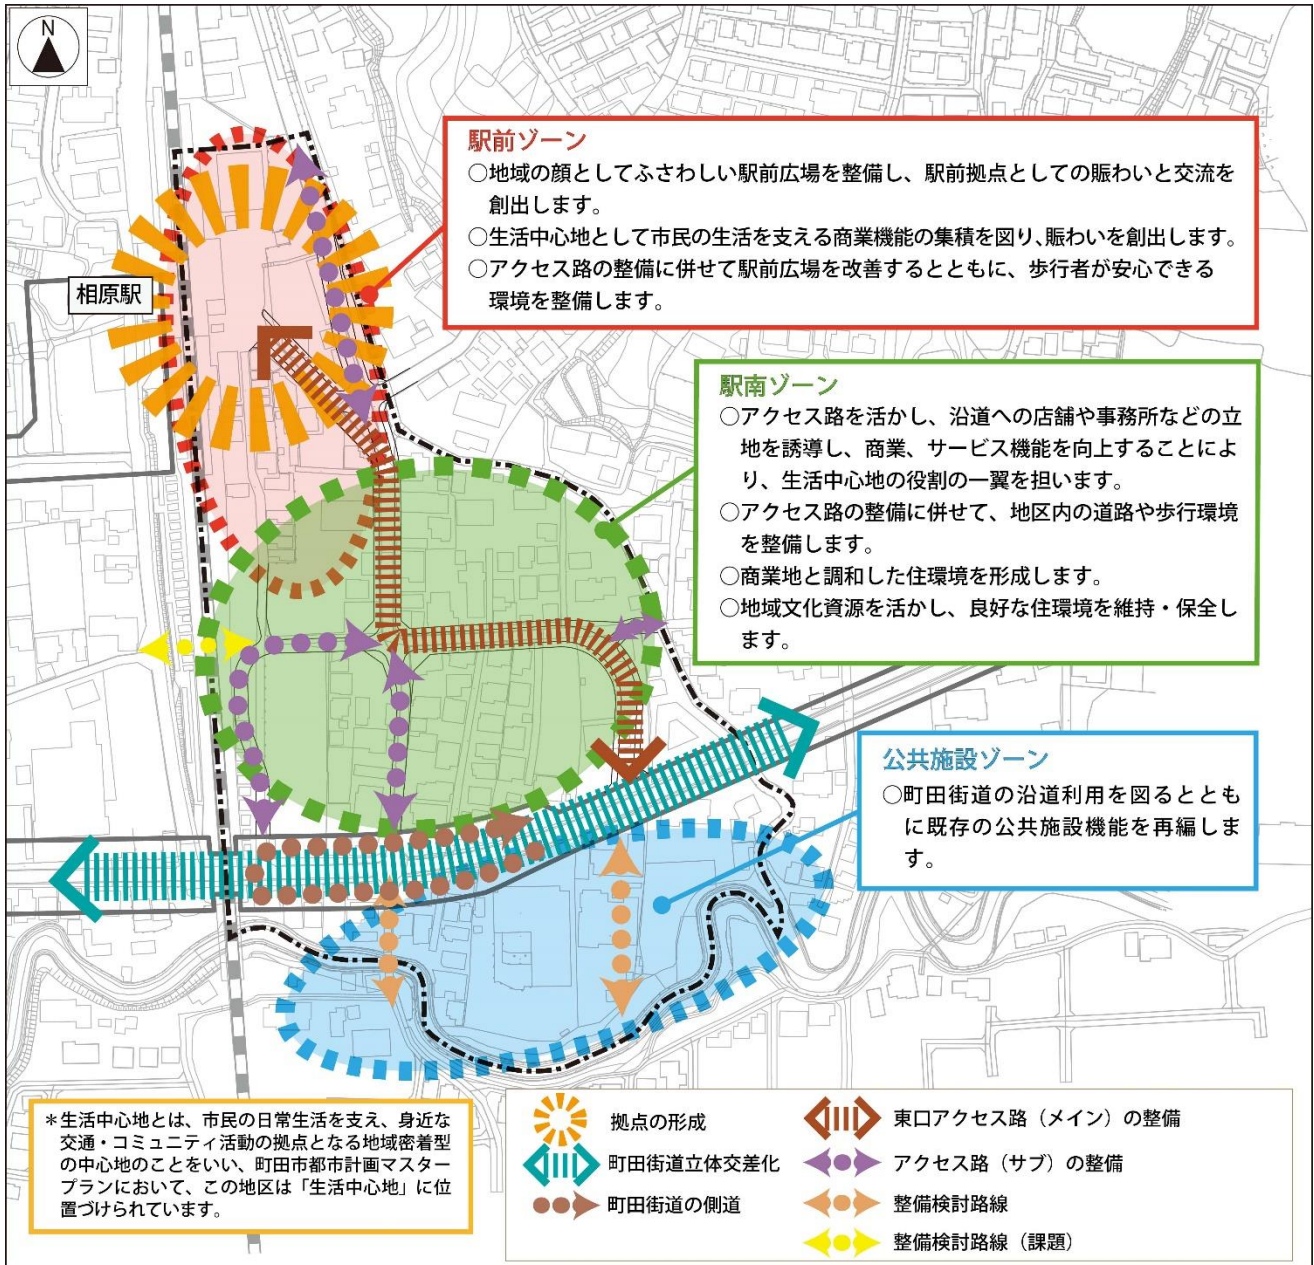 N
駅前ゾーン
○地域の顔としてふさわしい駅前広場を整備し、駅前拠点としての賑わいと交流を
創出します。
○生活中心地として市民の生活を支える商業機能の集積を図り、賑わいを創出します。
○アクセス路の整備に併せて駅前広場を改善するとともに、歩行者が安心できる
環境を整備します。
相原駅
駅南ゾーン
○アクセス路を活かし、沿道への店舗や事務所などの立
地を誘導し、商業、サービス機能を向上することによ
り、生活中心地の役割の一翼を担います。
○アクセス路の整備に併せて、地区内の道路や歩行環境
を整備します。
○商業地と調和した住環境を形成します。
○地域文化資源を活かし、良好な住環境を維持・保全し
ます。
公共施設ゾーン
○町田街道の沿道利用を図るととも
に既存の公共施設機能を再編しま
す。
＊生活中心地とは、市民の日常生活を支え、身近な
交通・コミュニティ活動の拠点となる地域密着型
の中心地のことをいい、町田市都市計画マスター
プランにおいて、この地区は「生活中心地」に位
置づけられています。
拠点の形成
町田街道立体交差化
町田街道の側道
東口アクセス路（メイン）の整備
アクセス路（サブ）の整備
整備検討路線
整備検討路線（課題）